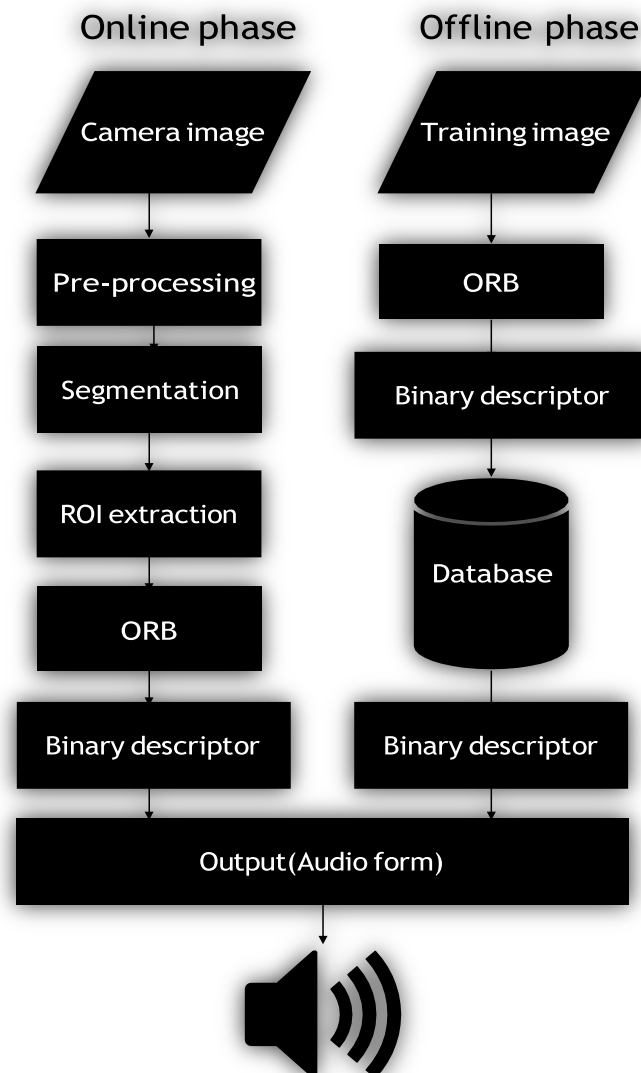 Online phase
Offline phase
Camera image
Training image
Pre-processing
ORB
Segmentation
Binary descriptor
ROI extraction
Database
ORB
Binary descriptor
Binary descriptor
Output(Audio form)